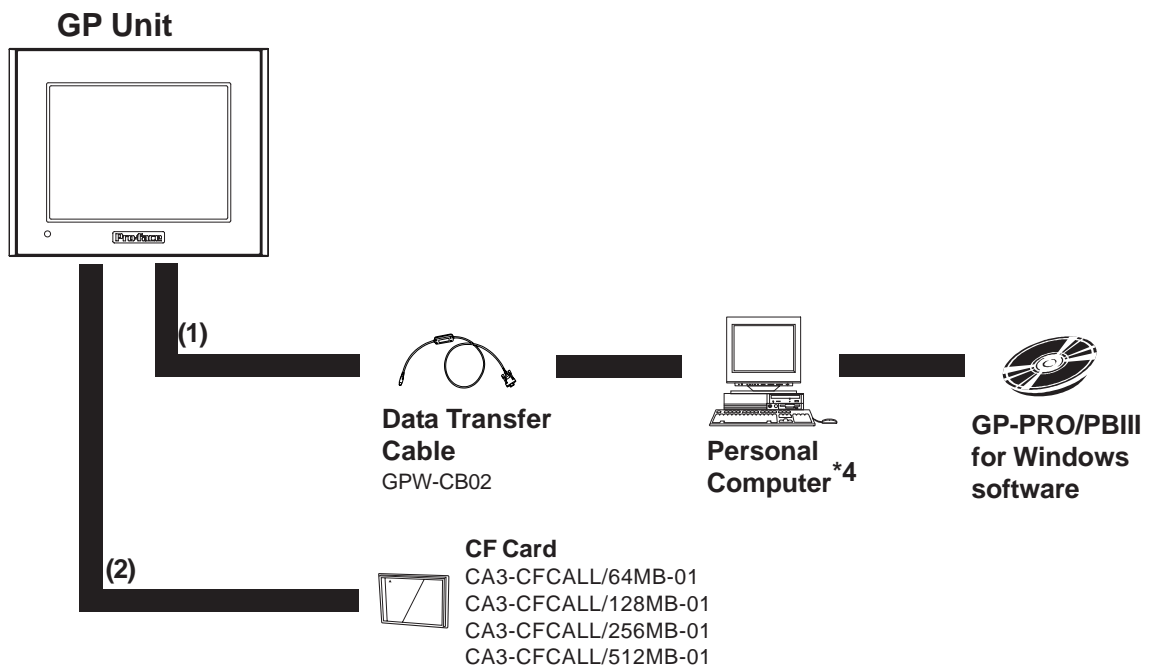 GP Unit
Pro-face
(1)
Data Transfer
Cable
GPW-CB02
Personal
Computer*4
GP-PRO/PBIII
for Windows
software
(2)
CF Card
CA3-CFCALL/64MB-01
CA3-CFCALL/128MB-01
CA3-CFCALL/256MB-01
CA3-CFCALL/512MB-01